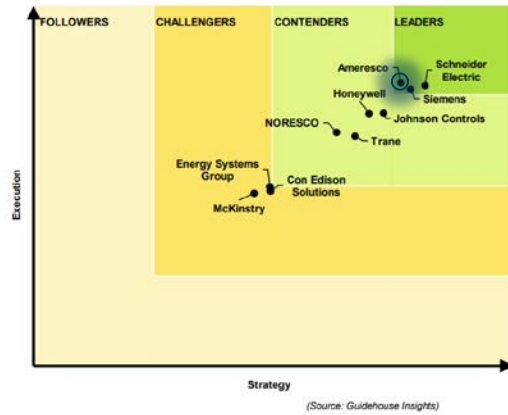 FOLLOWERS
CHALLENGERS
CONTENDERS
LEADERS
Ameresco
Schneider
Electric
Siemens
Honeywell
Johnson Controls
NORESCO
Trane
Energy Systems
Group
Con Edison
Solutions
McKinstry
Execution
Strategy
(Source: Guidehouse Insights)